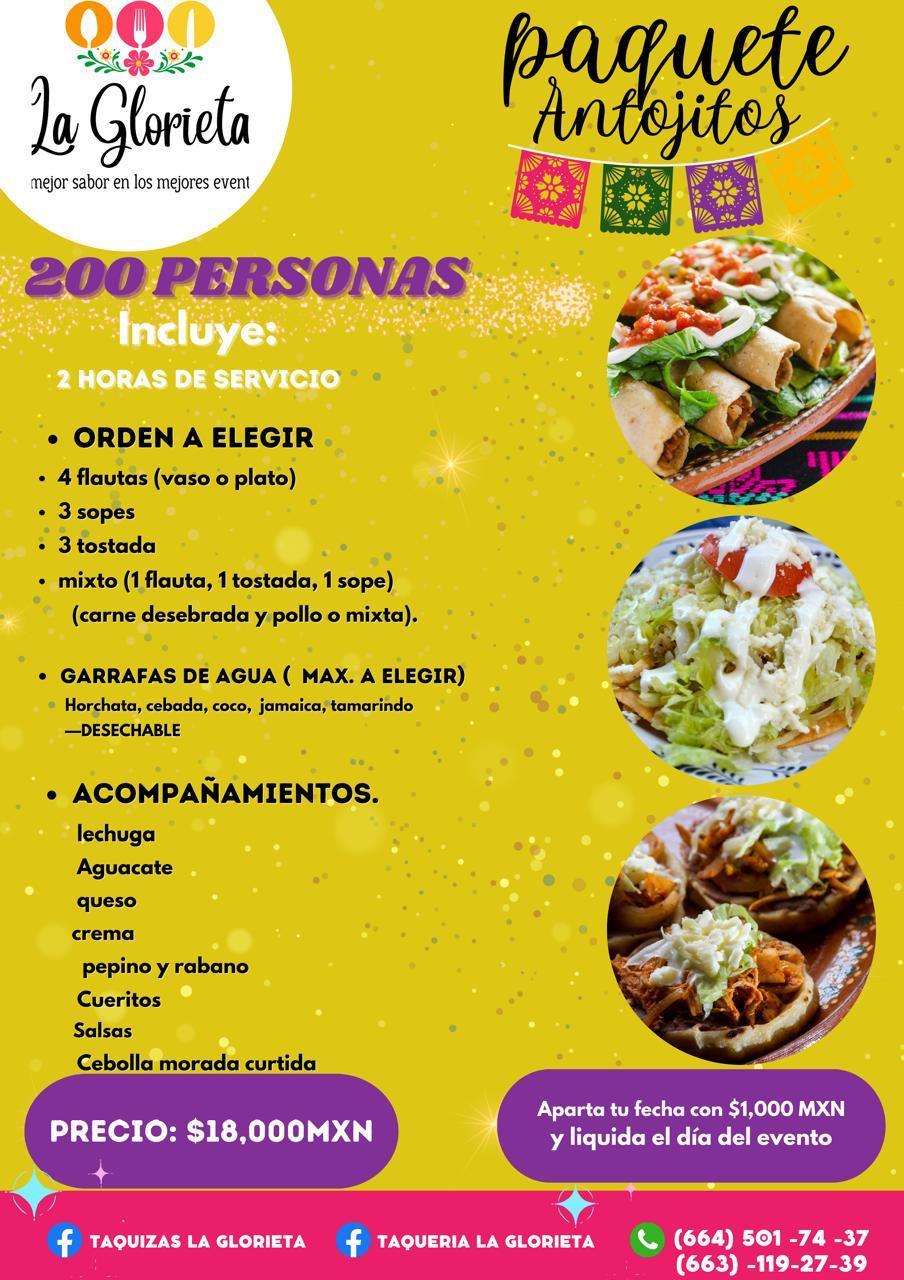 La Glorieta
mejor sabor en los mejores event
paquete
Antojitos
200 PERSONAS
Incluye:
2 HORAS DE SERVICIO
• ORDEN A ELEGIR
• 4 flautas (vaso o plato)
• 3 sopes
• 3 tostada
• mixto (1 flauta, 1 tostada, 1 sope)
(carne desebrada y pollo o mixta).
• GARRAFAS DE AGUA ( MAX. A ELEGIR)
Horchata, cebada, coco, jamaica, tamarindo
—DESECHABLE
• ACOMPAÑAMIENTOS.
lechuga
Aguacate
queso
crema
pepino y rabano
Cueritos
Salsas
Cebolla morada curtida
PRECIO: $18,000MXN
Aparta tu fecha con $1,000 MXN
y liquida el día del evento
TAQUIZAS LA GLORIETA
TAQUERIA LA GLORIETA
(664) 501 -74 -37
(663) -119-27-39